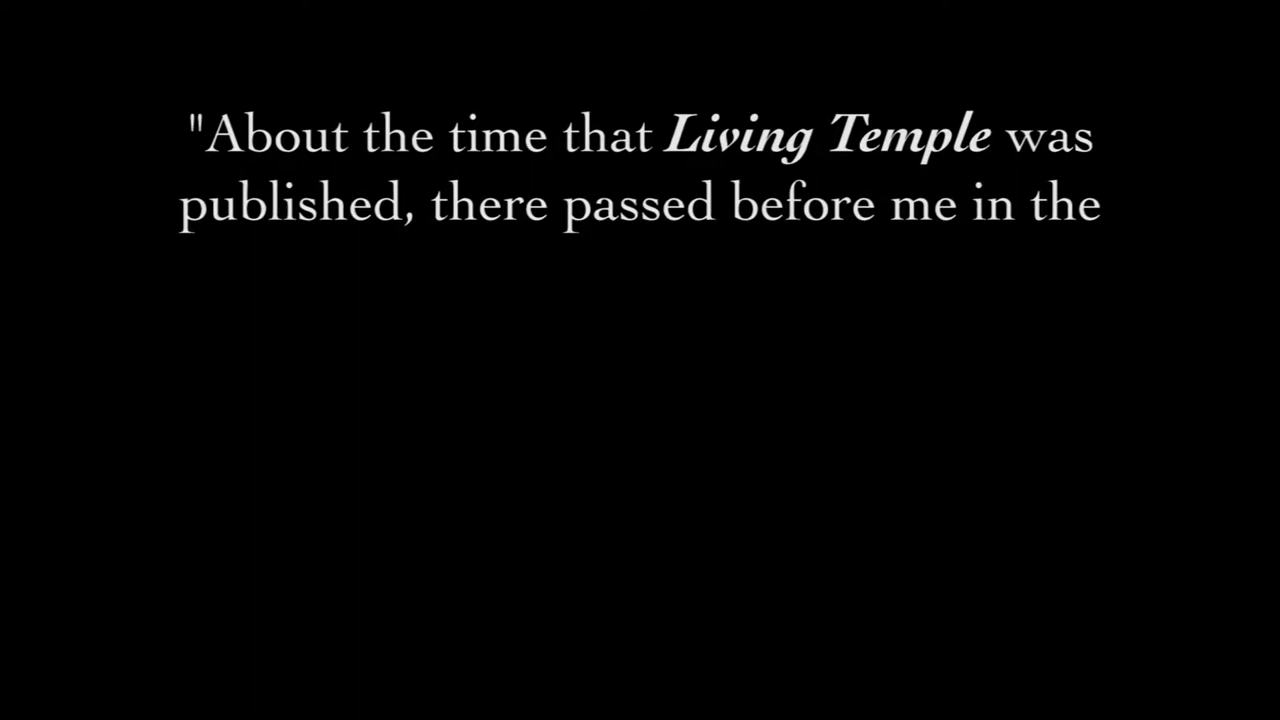 "About the time that Living Temple was
published, there passed before me in the